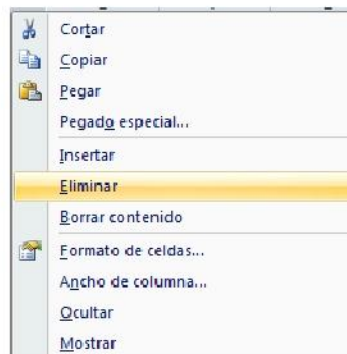 Cortar
Copiar
Pegar
Pegado especial...
Insertar
Eliminar
Borrar contenido
Formato de celdas...
Ancho de columna...
Ocultar
Mostrar